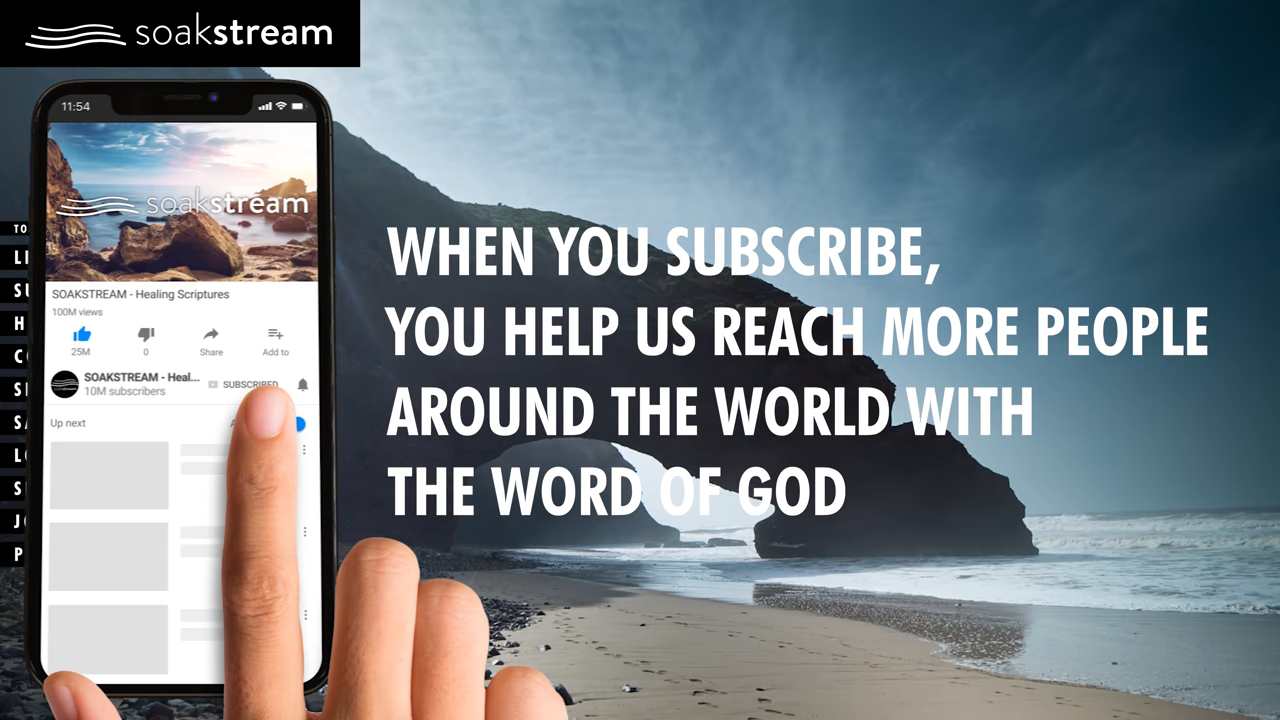 soakstream
11:54
soakstream
SOAKSTREAM - Healing Scriptures
100M views
25M
0
Share
Add to
SOAKSTREAM - Heal...
SUBSCRIBED
10M subscribers
Up next
WHEN YOU SUBSCRIBE,
YOU HELP US REACH MORE PEOPLE
AROUND THE WORLD WITH
THE WORD OF GOD